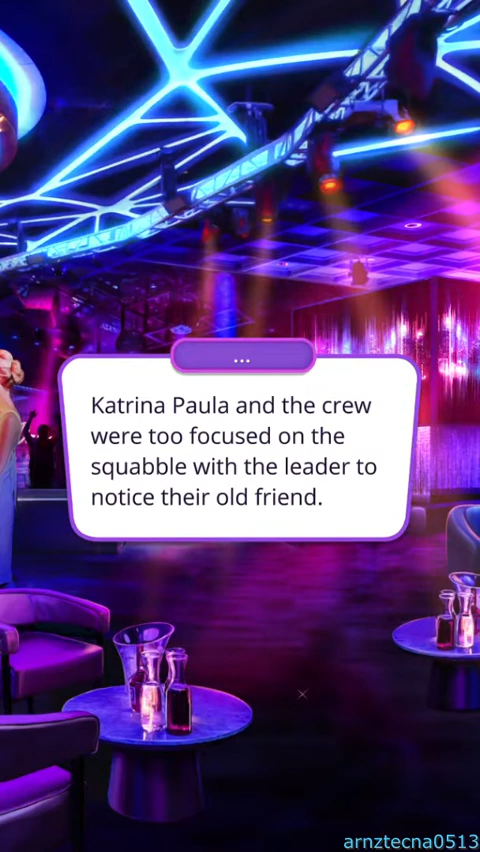 ...
Katrina Paula and the crew
were too focused on the
squabble with the leader to
notice their old friend.
arnztecna0513